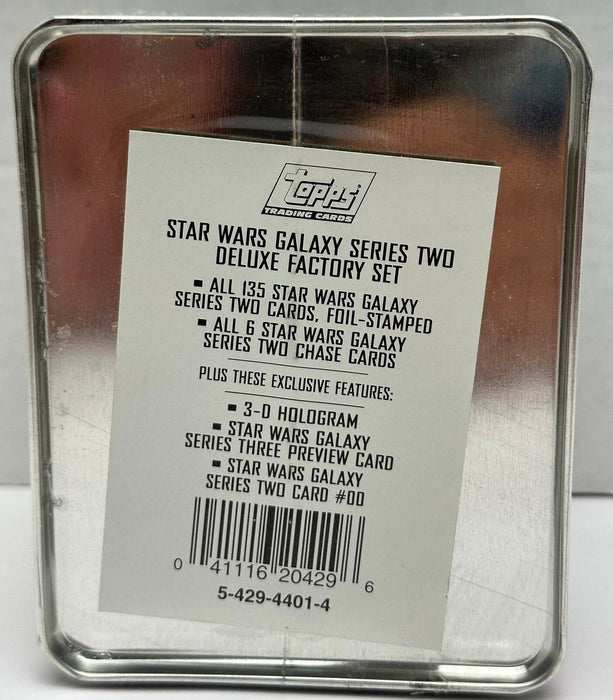 Topps
TRADING CARDS
STAR WARS GALAXY SERIES TWO
DELUXE FACTORY SET
▪ ALL 135 STAR WARS GALAXY
SERIES TWO CARDS, FOIL-STAMPED
▪ ALL 6 STAR WARS GALAXY
SERIES TWO CHASE CARDS
PLUS THESE EXCLUSIVE FEATURES:
▪ 3-D HOLOGRAM
▪ STAR WARS GALAXY
SERIES THREE PREVIEW CARD
▪ STAR WARS GALAXY
SERIES TWO CARD #00
0 41116 20429 6
5-429-4401-4